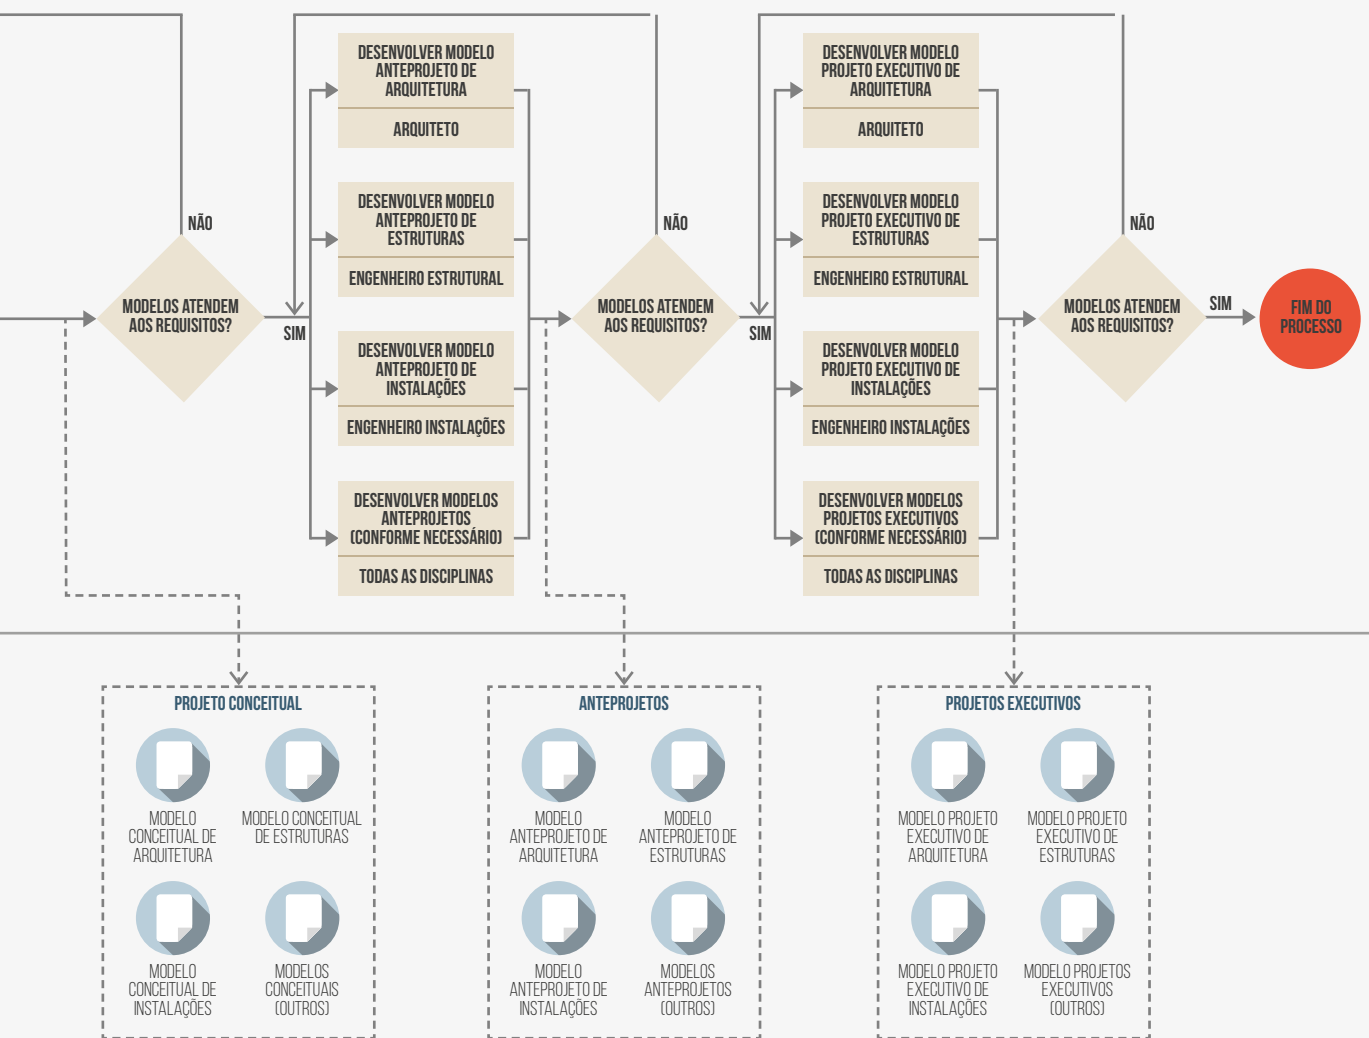 NÃO
MODELOS ATENDEM
AOS REQUISITOS?
SIM
DESENVOLVER MODELO
ANTEPROJETO DE
ARQUITETURA
ARQUITETO
DESENVOLVER MODELO
ANTEPROJETO DE
ESTRUTURAS
ENGENHEIRO ESTRUTURAL
DESENVOLVER MODELO
ANTEPROJETO DE
INSTALAÇÕES
ENGENHEIRO INSTALAÇÕES
DESENVOLVER MODELOS
ANTEPROJETOS
(CONFORME NECESSÁRIO)
TODAS AS DISCIPLINAS
NÃO
MODELOS ATENDEM
AOS REQUISITOS?
SIM
DESENVOLVER MODELO
PROJETO EXECUTIVO DE
ARQUITETURA
ARQUITETO
DESENVOLVER MODELO
PROJETO EXECUTIVO DE
ESTRUTURAS
ENGENHEIRO ESTRUTURAL
DESENVOLVER MODELO
PROJETO EXECUTIVO DE
INSTALAÇÕES
ENGENHEIRO INSTALAÇÕES
DESENVOLVER MODELOS
PROJETOS EXECUTIVOS
(CONFORME NECESSÁRIO)
TODAS AS DISCIPLINAS
NÃO
MODELOS ATENDEM
AOS REQUISITOS?
SIM
FIM DO
PROCESSO
PROJETO CONCEITUAL
MODELO
CONCEITUAL DE
ARQUITETURA
MODELO CONCEITUAL
DE ESTRUTURAS
MODELO
CONCEITUAL DE
INSTALAÇÕES
MODELOS
CONCEITUAIS
(OUTROS)
ANTEPROJETOS
MODELO
ANTEPROJETO DE
ARQUITETURA
MODELO
ANTEPROJETO DE
ESTRUTURAS
MODELO
ANTEPROJETO DE
INSTALAÇÕES
MODELOS
ANTEPROJETOS
(OUTROS)
PROJETOS EXECUTIVOS
MODELO PROJETO
EXECUTIVO DE
ARQUITETURA
MODELO PROJETO
EXECUTIVO DE
ESTRUTURAS
MODELO PROJETO
EXECUTIVO DE
INSTALAÇÕES
MODELO PROJETOS
EXECUTIVOS
(OUTROS)